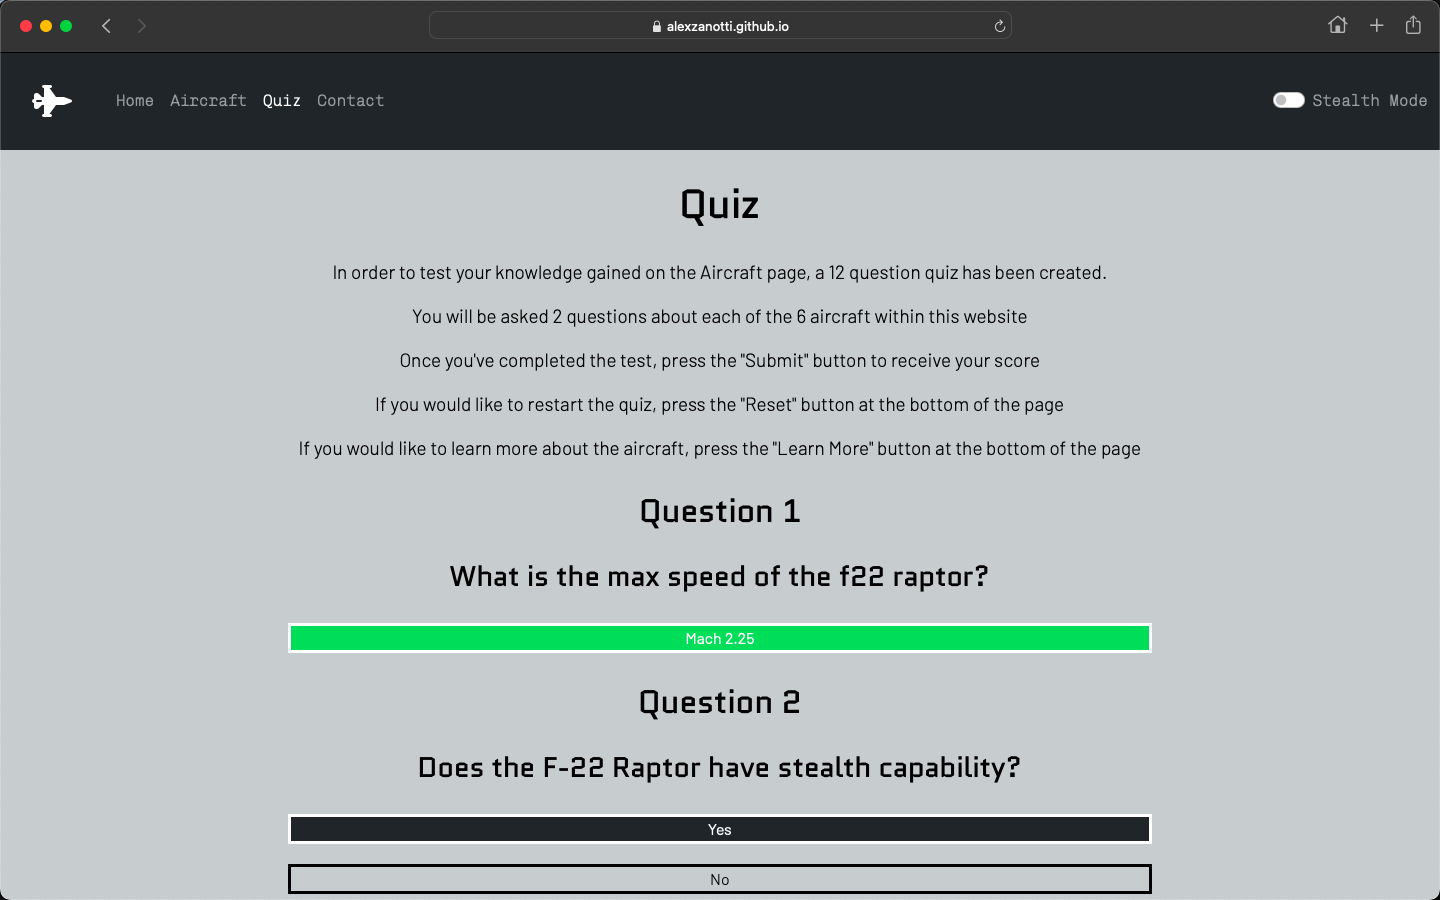 alexzanotti.github.io
Home Aircraft Quiz Contact
Stealth Mode
Quiz
In order to test your knowledge gained on the Aircraft page, a 12 question quiz has been created.
You will be asked 2 questions about each of the 6 aircraft within this website
Once you've completed the test, press the "Submit" button to receive your score
If you would like to restart the quiz, press the "Reset" button at the bottom of the page
If you would like to learn more about the aircraft, press the "Learn More" button at the bottom of the page
Question 1
What is the max speed of the f22 raptor?
Mach 2.25
Question 2
Does the F-22 Raptor have stealth capability?
Yes
No